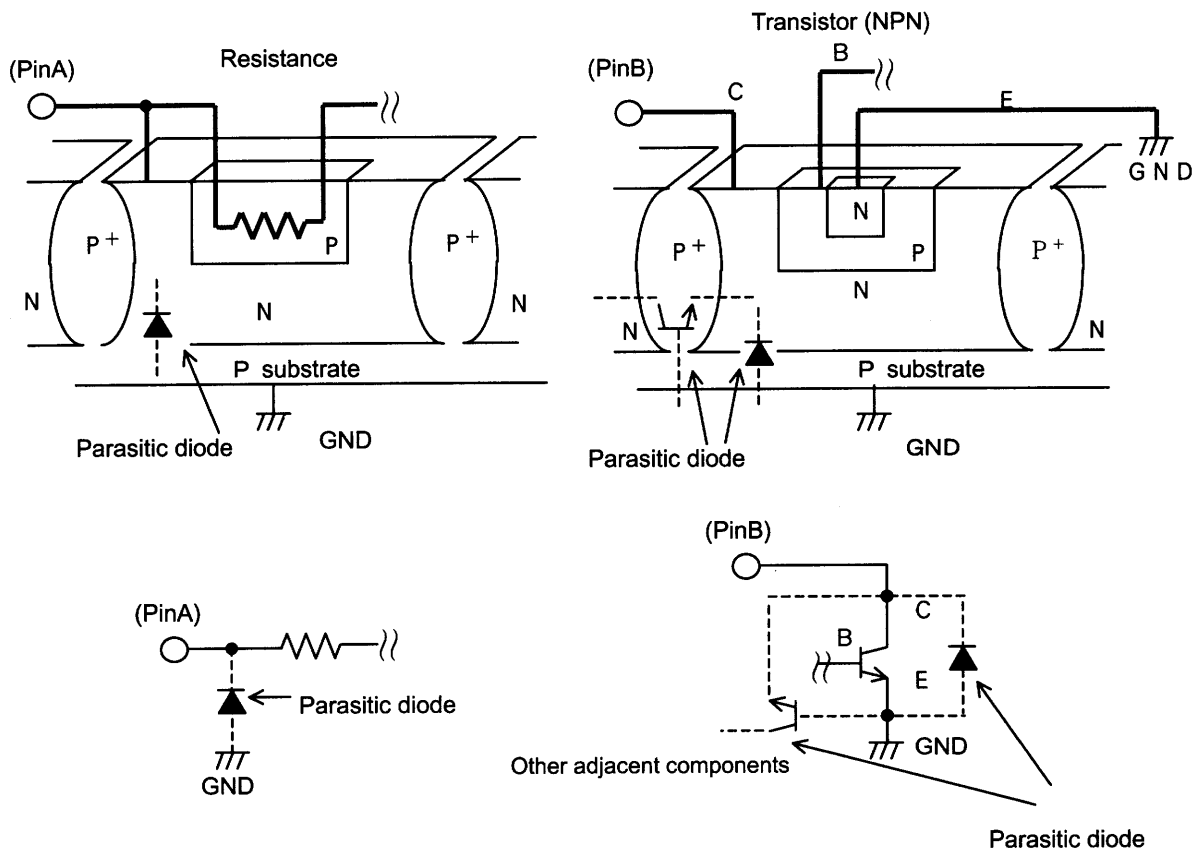 Resistance
(PinA)
P+
P
P+
N
N
N
P substrate
Parasitic diode
GND
Transistor (NPN)
B
(PinB)
C
E
GND
N
P+
P
P+
N
N
N
P substrate
Parasitic diode
GND
(PinA)
Parasitic diode
GND
(PinB)
C
B
E
GND
Other adjacent components
Parasitic diode